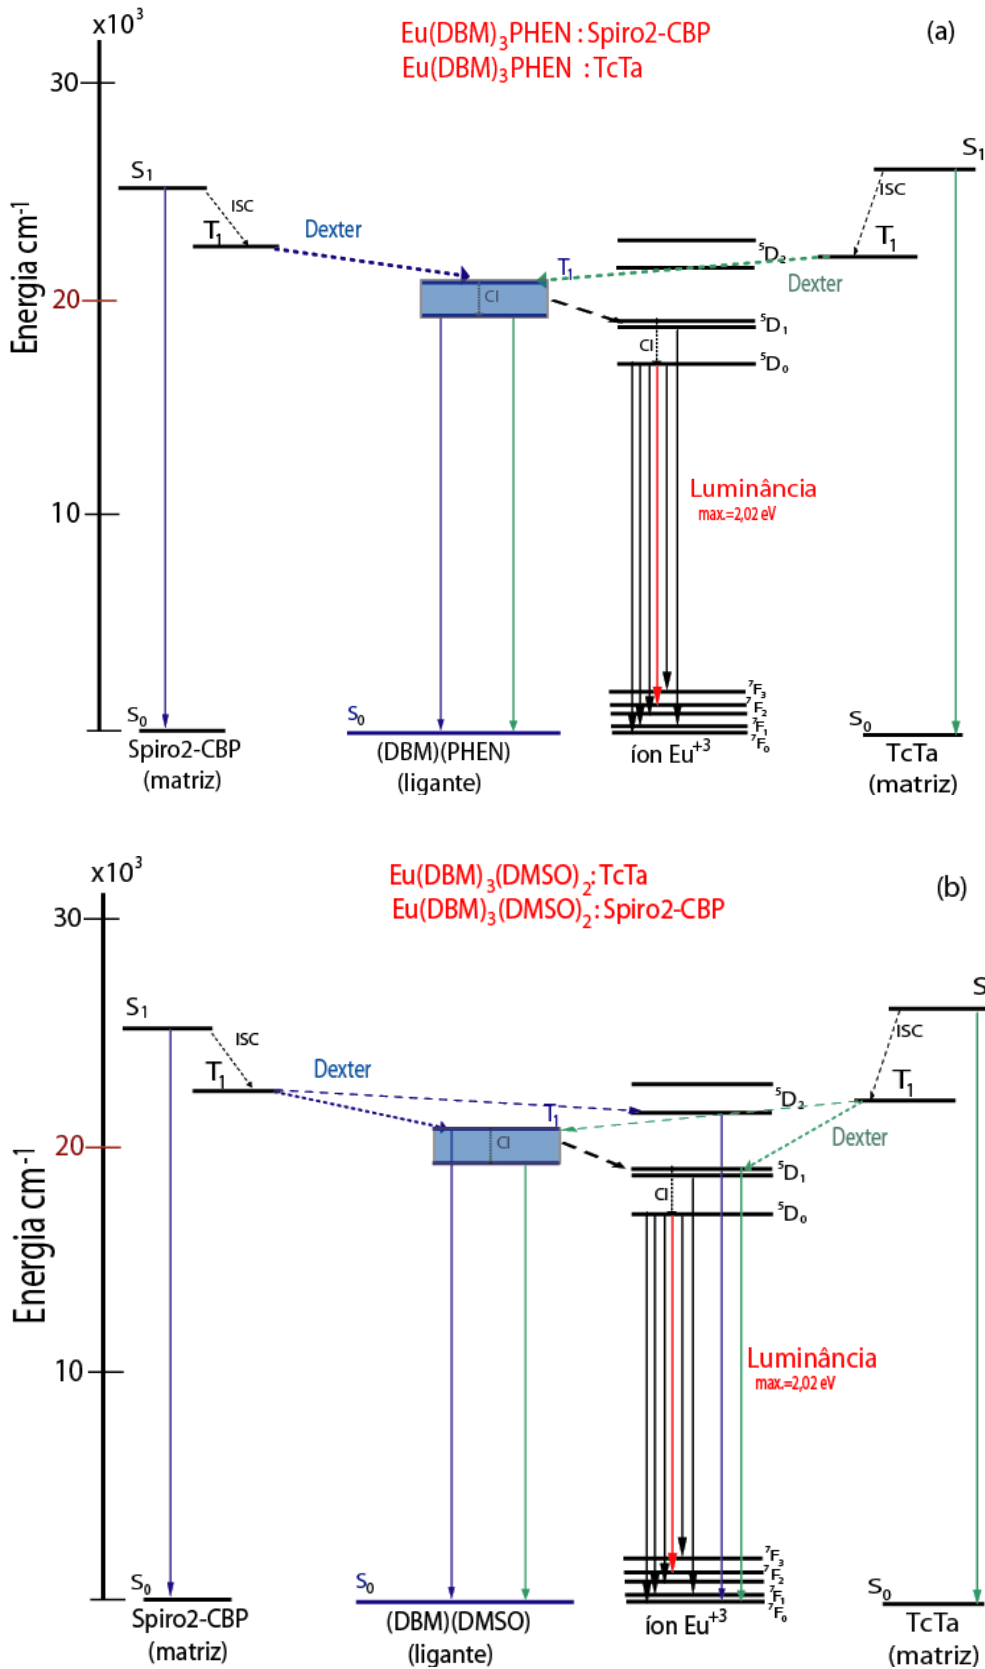 x10³
Eu(DBM)₃PHEN : Spiro2-CBP
(a)
Eu(DBM)₃PHEN : TcTa
30
S₁
S₁
ISC
ISC
T₁
Dexter
T₁
⁵D₂
T₁
Dexter
CI
20
⁵D₁
CI
⁵D₀
Energia cm⁻¹
Luminância
max.=2,02 eV
10
⁷F₃
⁷F₂
⁷F₁
⁷F₀
S₀
S₀
S₀
Spiro2-CBP
(matriz)
(DBM)(PHEN)
(ligante)
íon Eu⁺³
TcTa
(matriz)
x10³
Eu(DBM)₃(DMSO)₂:TcTa
(b)
Eu(DBM)₃(DMSO)₂:Spiro2-CBP
30
S₁
S
ISC
ISC
T₁
Dexter
T₁
⁵D₂
T₁
Dexter
CI
20
⁵D₁
CI
⁵D₀
Energia cm⁻¹
Luminância
max.=2,02 eV
10
⁷F₃
⁷F₂
⁷F₁
⁷F₀
S₀
S₀
S₀
Spiro2-CBP
(matriz)
(DBM)(DMSO)
(ligante)
íon Eu⁺³
TcTa
(matriz)